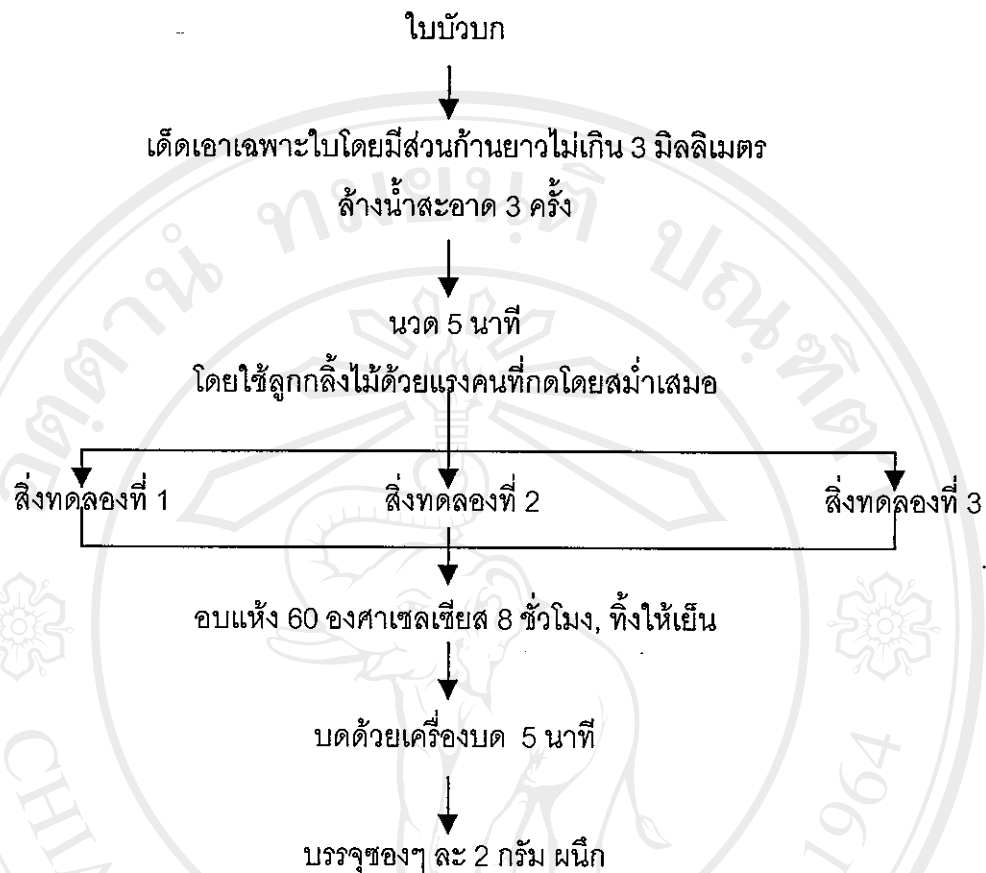 ใบบัวบก
เด็ดเอาเฉพาะใบโดยมีส่วนก้านยาวไม่เกิน 3 มิลลิเมตร
ล้างน้ำสะอาด 3 ครั้ง
นวด 5 นาที
โดยใช้ลูกกลิ้งไม้ด้วยแรงคนที่กดโดยสม่ำเสมอ
สิ่งทดลองที่ 1 สิ่งทดลองที่ 2 สิ่งทดลองที่ 3
อบแห้ง 60 องศาเซลเซียส 8 ชั่วโมง, ทิ้งให้เย็น
บดด้วยเครื่องบด 5 นาที
บรรจุซองๆ ละ 2 กรัม ผนึก
1964